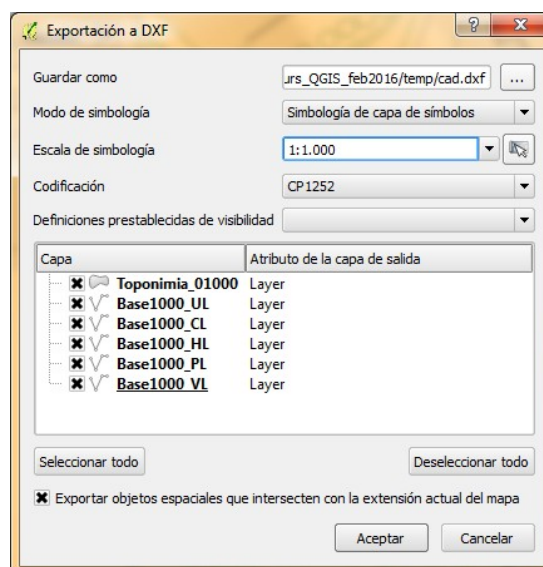 Exportación a DXF
Guardar como
urs_QGIS_feb2016/temp/cad.dxf
...
Modo de simbología
Simbología de capa de símbolos
Escala de simbología
1:1.000
Codificación
CP1252
Definiciones prestablecidas de visibilidad
Capa Atributo de la capa de salida
Toponimia_01000 Layer
Base1000_UL Layer
Base1000_CL Layer
Base1000_HL Layer
Base1000_PL Layer
Base1000_VL Layer
Seleccionar todo
Deseleccionar todo
Exportar objetos espaciales que intersecten con la extensión actual del mapa
Aceptar
Cancelar